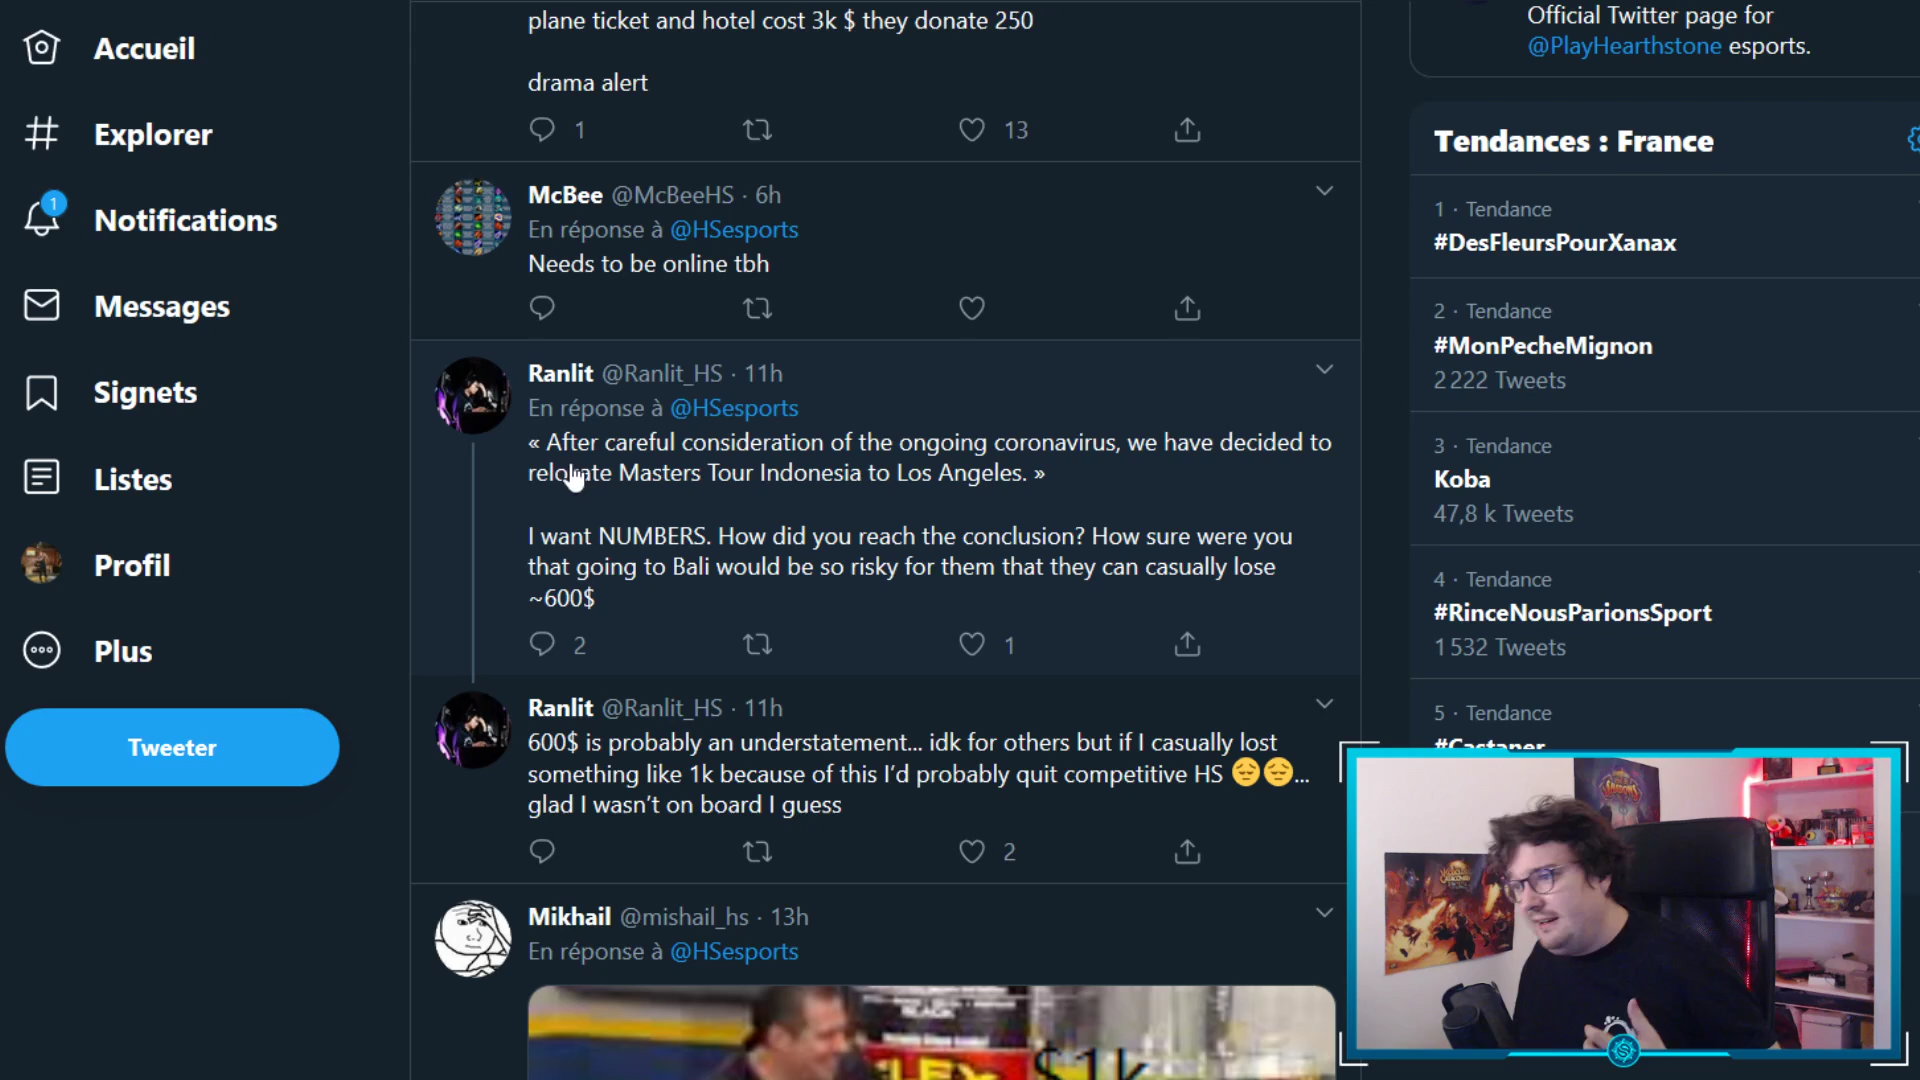 Accueil
Explorer
1
Notifications
Messages
Signets
Listes
Profil
Plus
Tweeter
plane ticket and hotel cost 3k $ they donate 250
drama alert
1
13
McBee @McBeeHS · 6h
En réponse à @HSesports
Needs to be online tbh
Ranlit @Ranlit_HS · 11h
En réponse à @HSesports
« After careful consideration of the ongoing coronavirus, we have decided to
relocate Masters Tour Indonesia to Los Angeles. »
I want NUMBERS. How did you reach the conclusion? How sure were you
that going to Bali would be so risky for them that they can casually lose
~600$
2
1
Ranlit @Ranlit_HS · 11h
600$ is probably an understatement... idk for others but if I casually lost
something like 1k because of this I'd probably quit competitive HS 😔😔...
glad I wasn't on board I guess
2
Mikhail @mishail_hs · 13h
En réponse à @HSesports
$1k
Official Twitter page for
@PlayHearthstone esports.
Tendances : France
1 · Tendance
#DesFleursPourXanax
2 · Tendance
#MonPecheMignon
2 222 Tweets
3 · Tendance
Koba
47,8 k Tweets
4 · Tendance
#RinceNousParionsSport
1 532 Tweets
5 · Tendance
#Castaner